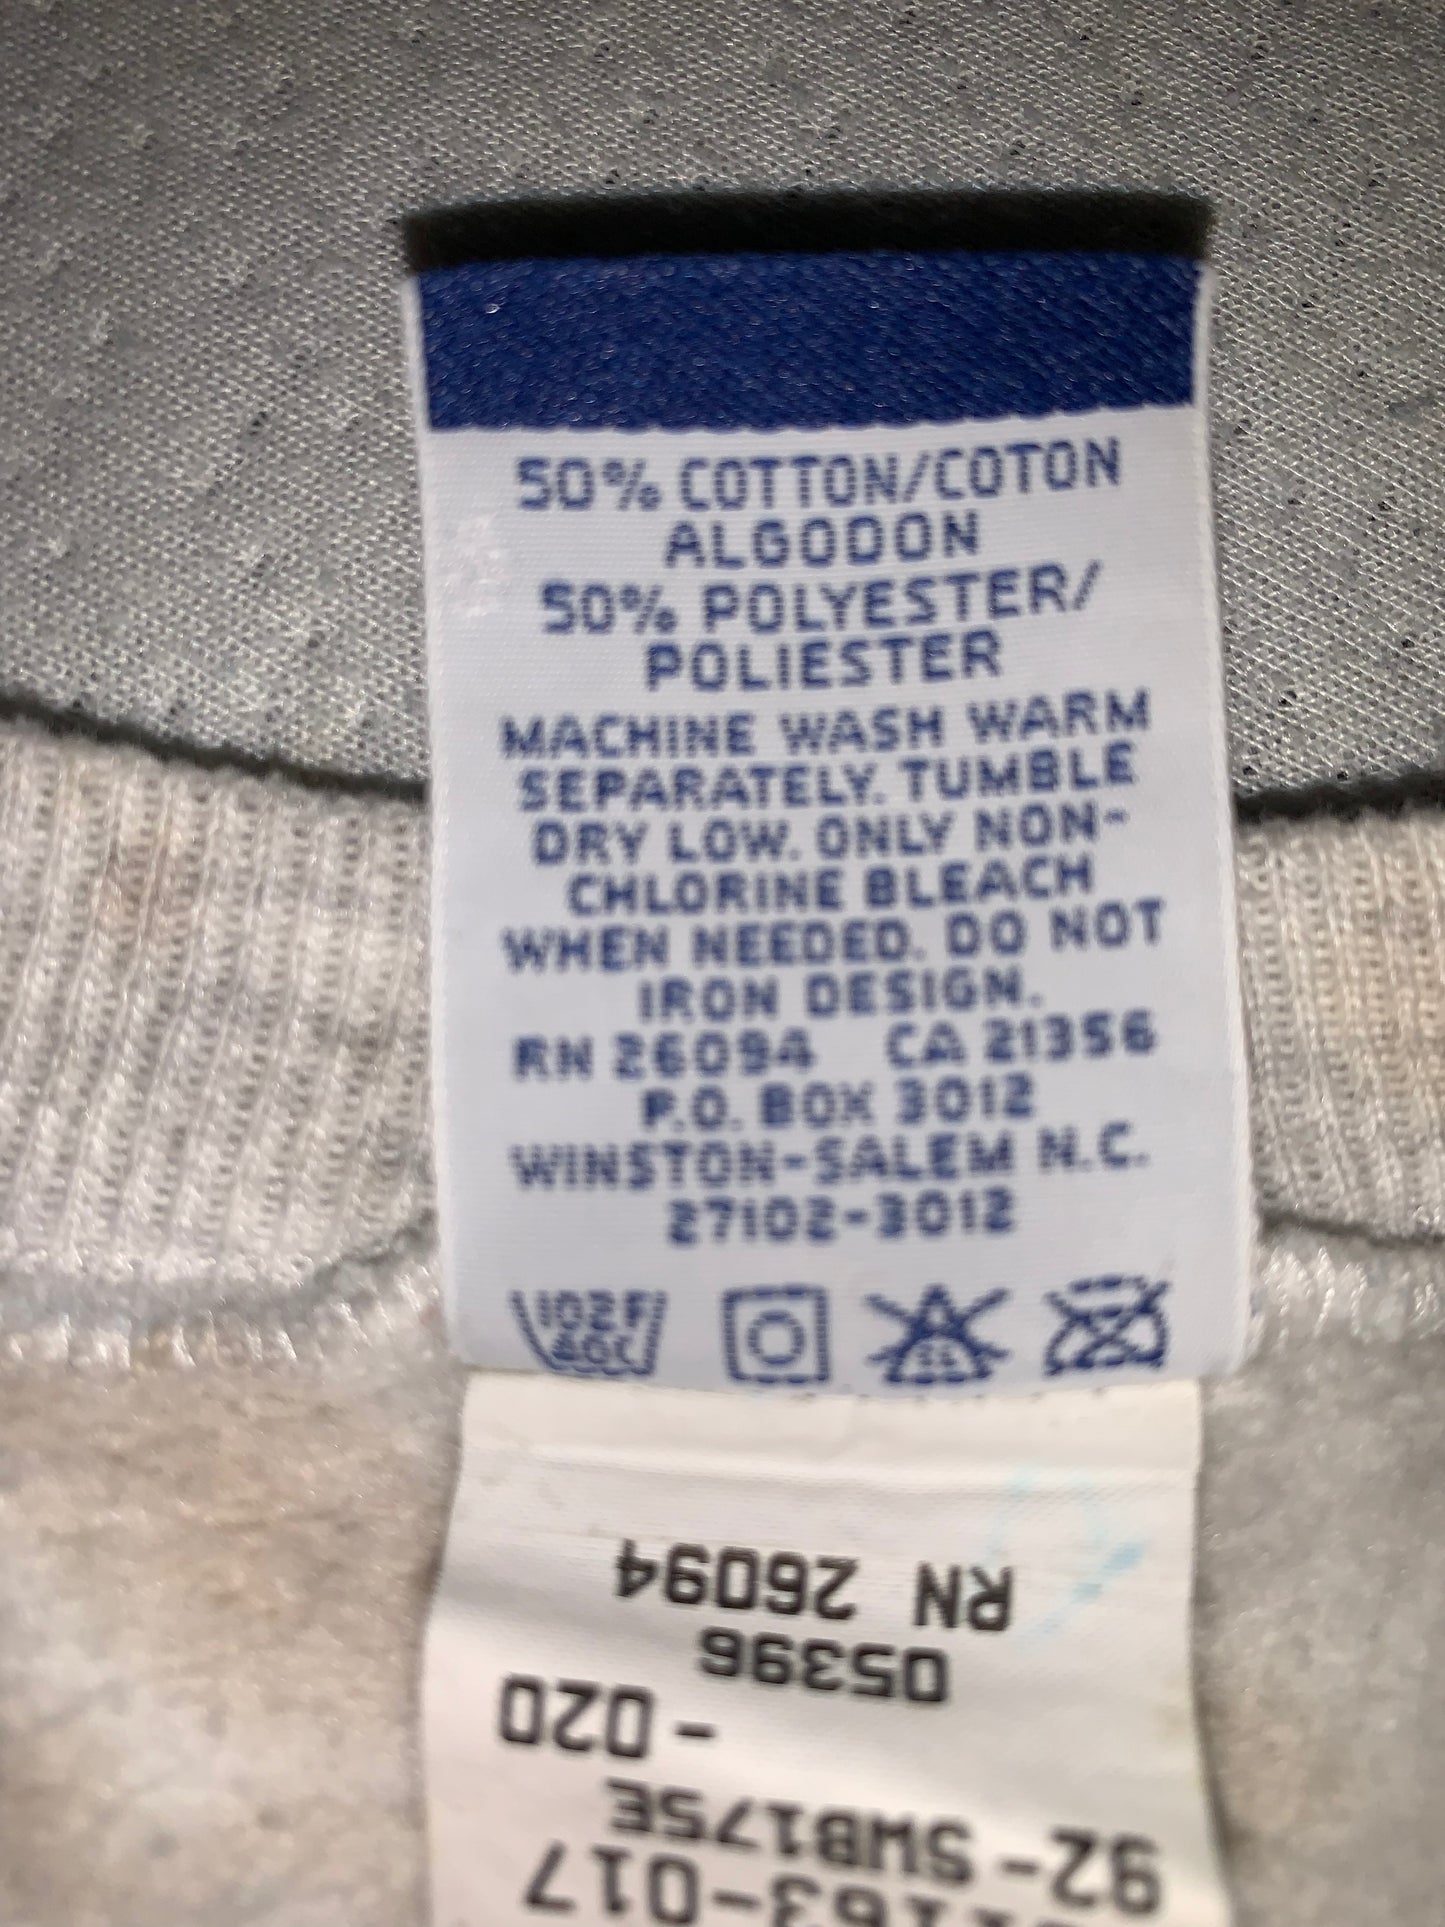 50% COTTON/COTON
ALGODON
50% POLYESTER/
POLIESTER
MACHINE WASH WARM
SEPARATELY. TUMBLE
DRY LOW. ONLY NON-
CHLORINE BLEACH
WHEN NEEDED. DO NOT
IRON DESIGN.
RN 26094 CA 21356
P.O. BOX 3012
WINSTON-SALEM N.C.
27102-3012
102F
RN 26094
05396
- 020
92-SWB175E